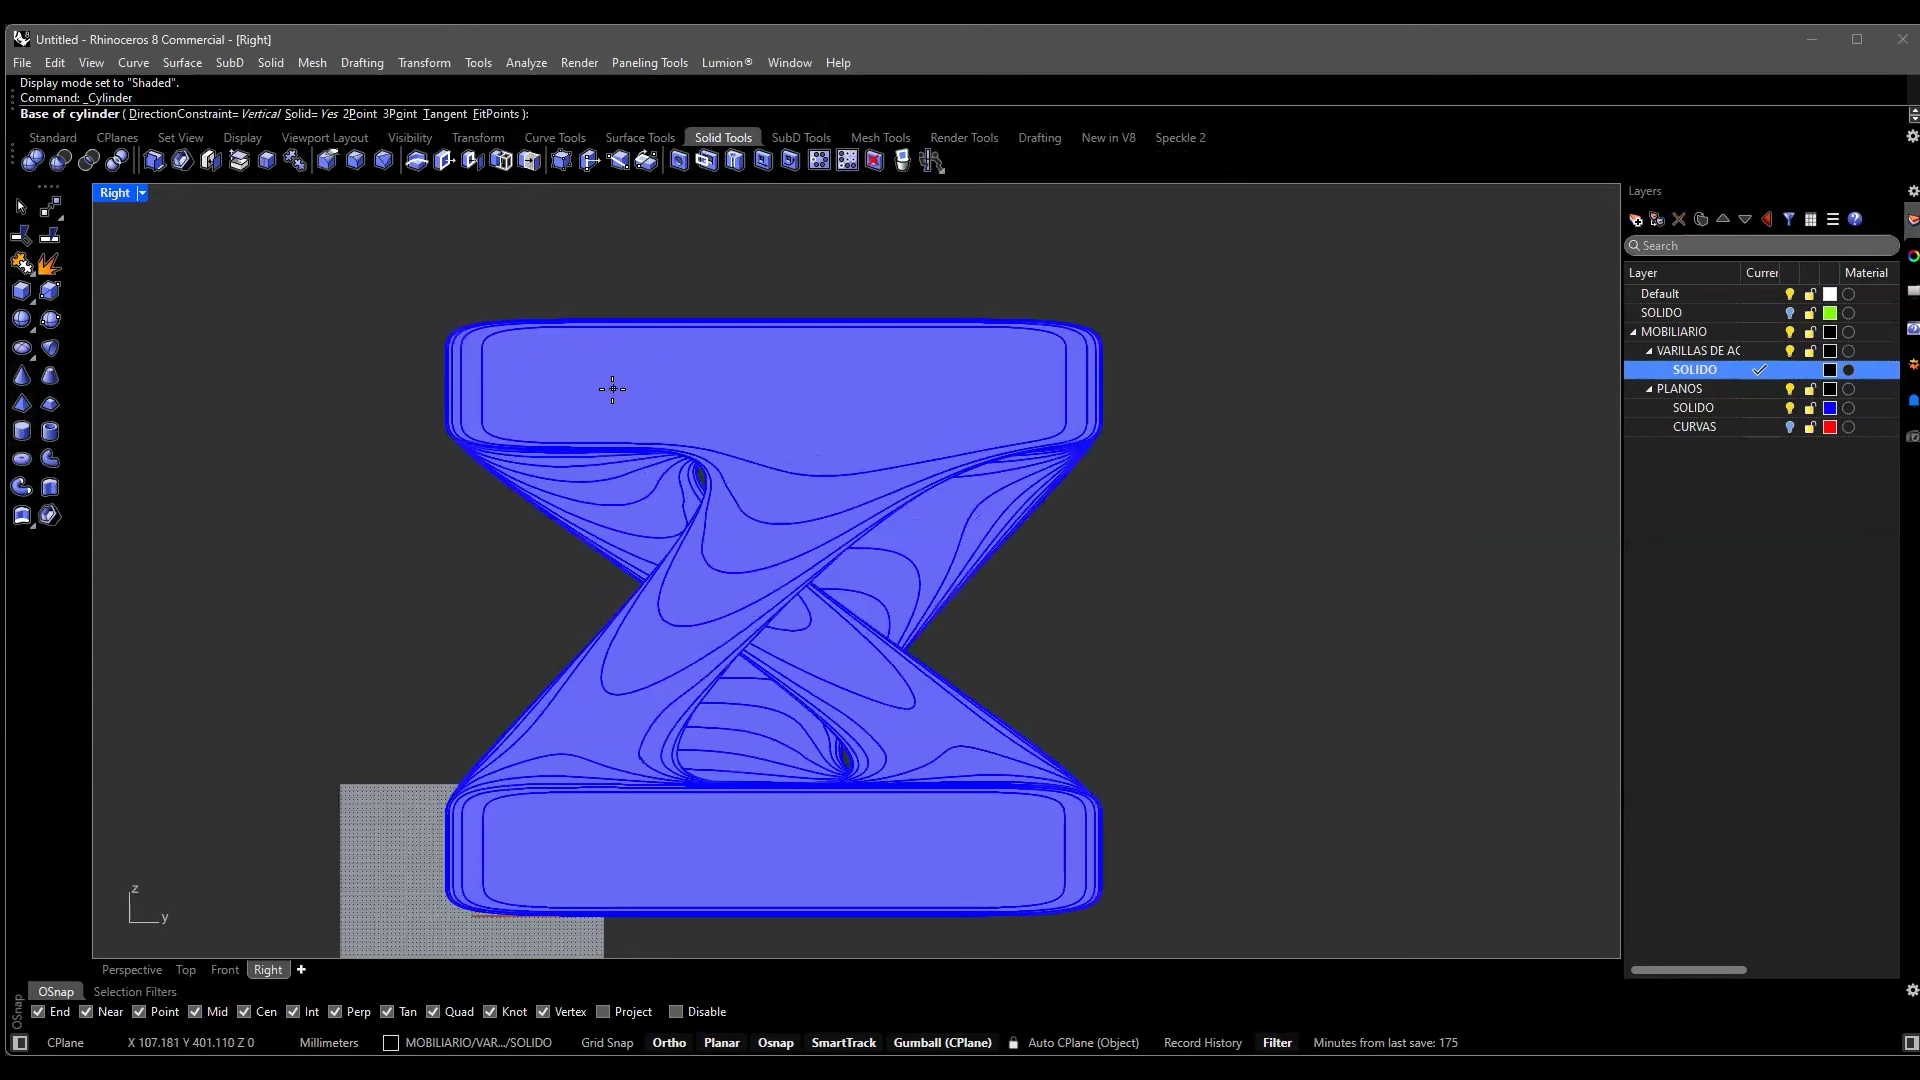 Untitled - Rhinoceros 8 Commercial - [Right]
File Edit View Curve Surface SubD Solid Mesh Drafting Transform Tools Analyze Render Paneling Tools Lumion® Window Help
Display mode set to "Shaded".
Command: _Cylinder
Base of cylinder ( DirectionConstraint=Vertical Solid=Yes 2Point 3Point Tangent FitPoints ):
Standard CPlanes Set View Display Viewport Layout Visibility Transform Curve Tools Surface Tools Solid Tools SubD Tools Mesh Tools Render Tools Drafting New in V8 Speckle 2
Right
Layers
Search
Layer Currer Material
Default
SOLIDO
MOBILIARIO
VARILLAS DE AC
SOLIDO
PLANOS
SOLIDO
CURVAS
z
y
Perspective Top Front Right
OSnap Selection Filters
OSnap
End Near Point Mid Cen Int Perp Tan Quad Knot Vertex Project Disable
CPlane X 107.181 Y 401.110 Z 0 Millimeters MOBILIARIO/VAR.../SOLIDO Grid Snap Ortho Planar Osnap SmartTrack Gumball (CPlane) Auto CPlane (Object) Record History Filter Minutes from last save: 175